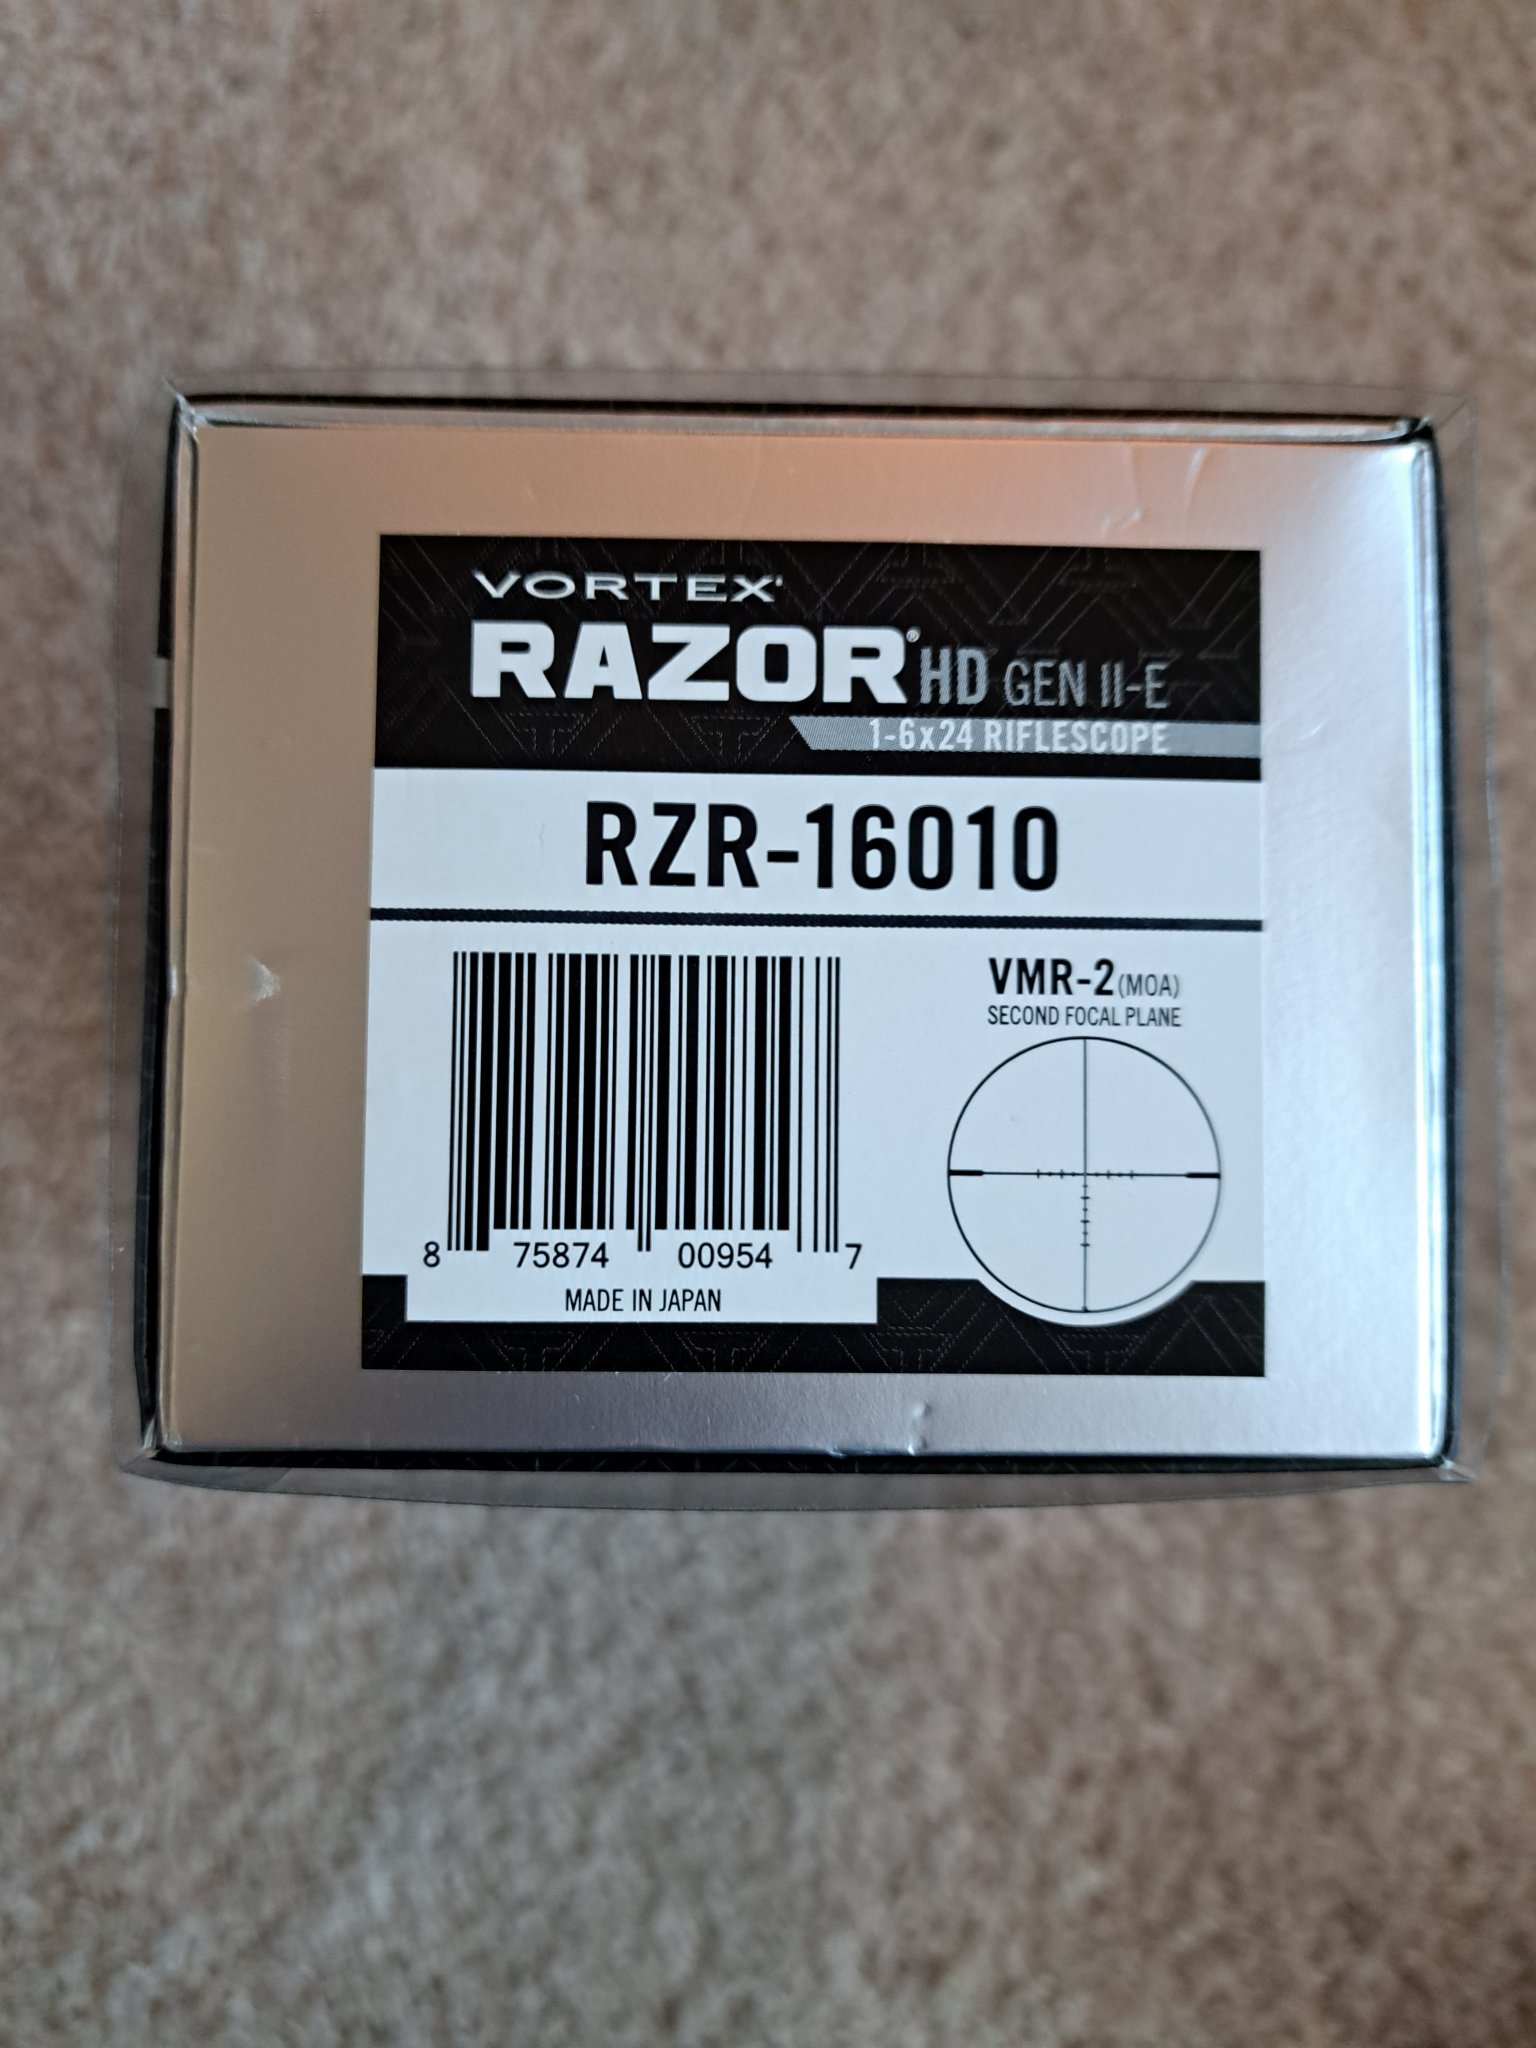 VORTEX®
RAZOR® HD GEN II-E
1-6x24 RIFLESCOPE
RZR-16010
VMR-2 (MOA)
SECOND FOCAL PLANE
8 75874 00954 7
MADE IN JAPAN